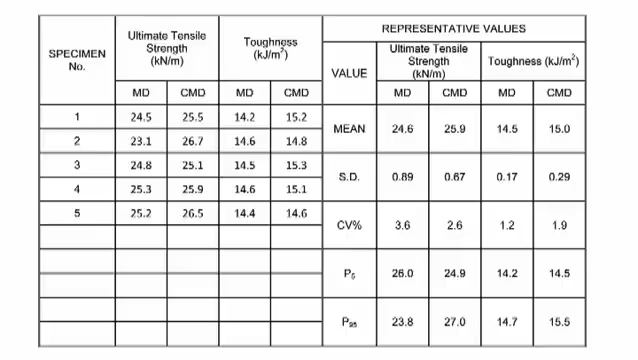 REPRESENTATIVE VALUES
SPECIMEN No. Ultimate Tensile Strength (kN/m) Toughness (kJ/m²) VALUE Ultimate Tensile Strength (kN/m) Toughness (kJ/m²)
MD CMD MD CMD MD CMD MD CMD
1 24.5 25.5 14.2 15.2
2 23.1 26.7 14.6 14.8
3 24.8 25.1 14.5 15.3
4 25.3 25.9 14.6 15.1
5 25.2 26.5 14.4 14.6
MEAN 24.6 25.9 14.5 15.0
S.D. 0.89 0.67 0.17 0.29
CV% 3.6 2.6 1.2 1.9
P₅ 26.0 24.9 14.2 14.5
P₉₅ 23.8 27.0 14.7 15.5